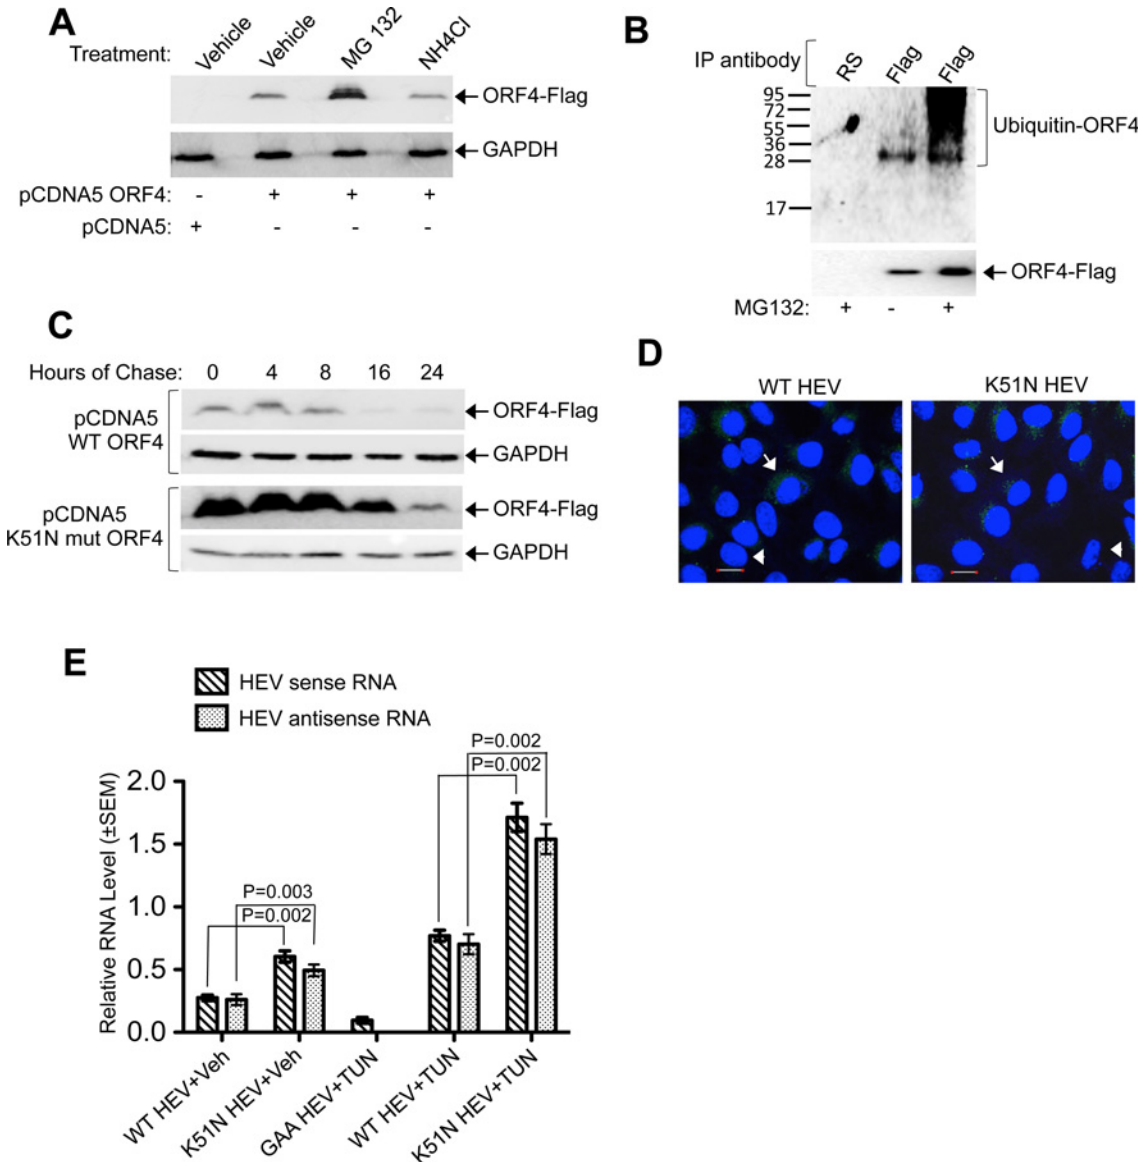 A
Treatment: Vehicle Vehicle MG 132 NH4Cl
ORF4-Flag
GAPDH
pCDNA5 ORF4: - + + +
pCDNA5: + - - -
B
IP antibody RS Flag Flag
95
72
55
36
28
17
Ubiquitin-ORF4
ORF4-Flag
MG132: + - +
C
Hours of Chase: 0 4 8 16 24
pCDNA5
WT ORF4
ORF4-Flag
GAPDH
pCDNA5
K51N mut ORF4
ORF4-Flag
GAPDH
D
WT HEV K51N HEV
E
HEV sense RNA
HEV antisense RNA
Relative RNA Level (±SEM)
2.0
1.5
1.0
0.5
0.0
P=0.003
P=0.002
P=0.002
P=0.002
WT HEV+Veh
K51N HEV+Veh
GAA HEV+TUN
WT HEV+TUN
K51N HEV+TUN